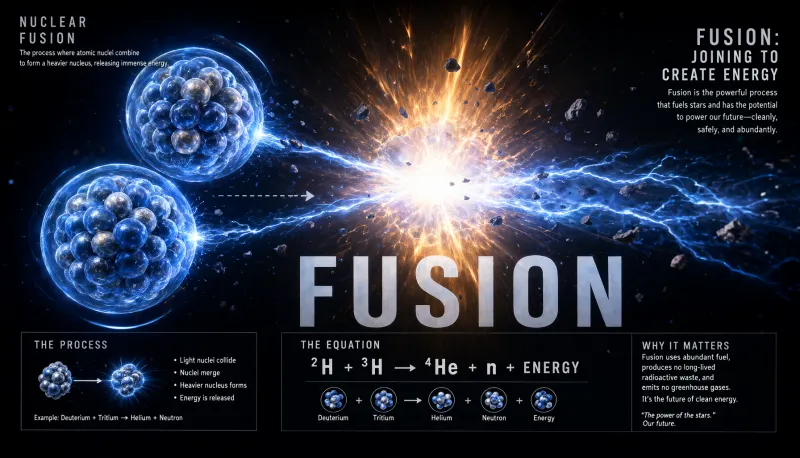 NUCLEAR
FUSION
The process where atomic nuclei combine
to form a heavier nucleus, releasing immense energy.
FUSION:
JOINING TO
CREATE ENERGY
Fusion is the powerful process
that fuels stars and has the potential
to power our future—cleanly,
safely, and abundantly.
FUSION
THE PROCESS
• Light nuclei collide
• Nuclei merge
• Heavier nucleus forms
• Energy is released
Example: Deuterium + Tritium → Helium + Neutron
THE EQUATION
²H + ³H → ⁴He + n + ENERGY
+ → + +
Deuterium Tritium Helium Neutron Energy
WHY IT MATTERS
Fusion uses abundant fuel,
produces no long-lived
radioactive waste, and
emits no greenhouse gases.
It's the future of clean energy.
"The power of the stars."
Our future.